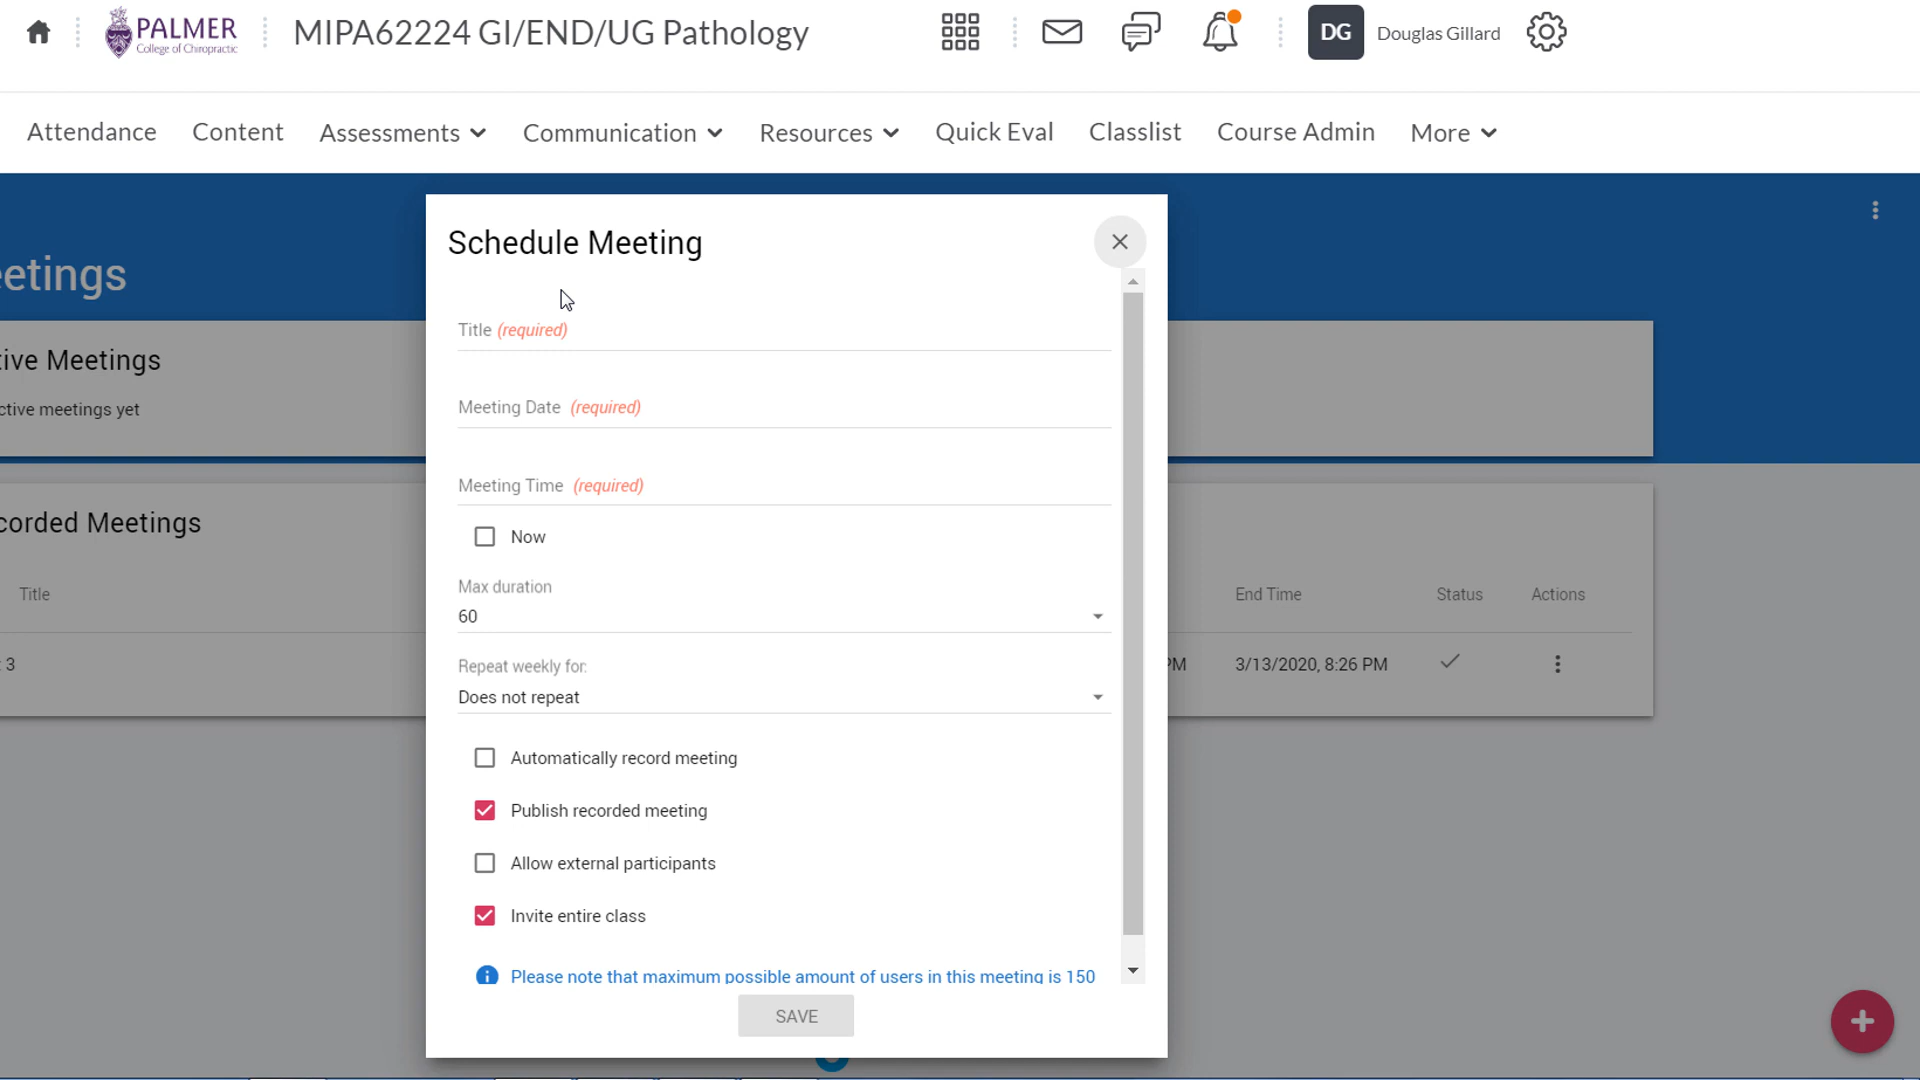 PALMER
College of Chiropractic
MIPA62224 GI/END/UG Pathology
DG
Douglas Gillard
Attendance
Content
Assessments
Communication
Resources
Quick Eval
Classlist
Course Admin
More
etings
Schedule Meeting
Title (required)
Meeting Date (required)
Meeting Time (required)
Now
Max duration
60
Repeat weekly for:
Does not repeat
Automatically record meeting
Publish recorded meeting
Allow external participants
Invite entire class
Please note that maximum possible amount of users in this meeting is 150
SAVE
tive Meetings
ctive meetings yet
corded Meetings
Title
End Time
Status
Actions
3
PM
3/13/2020, 8:26 PM